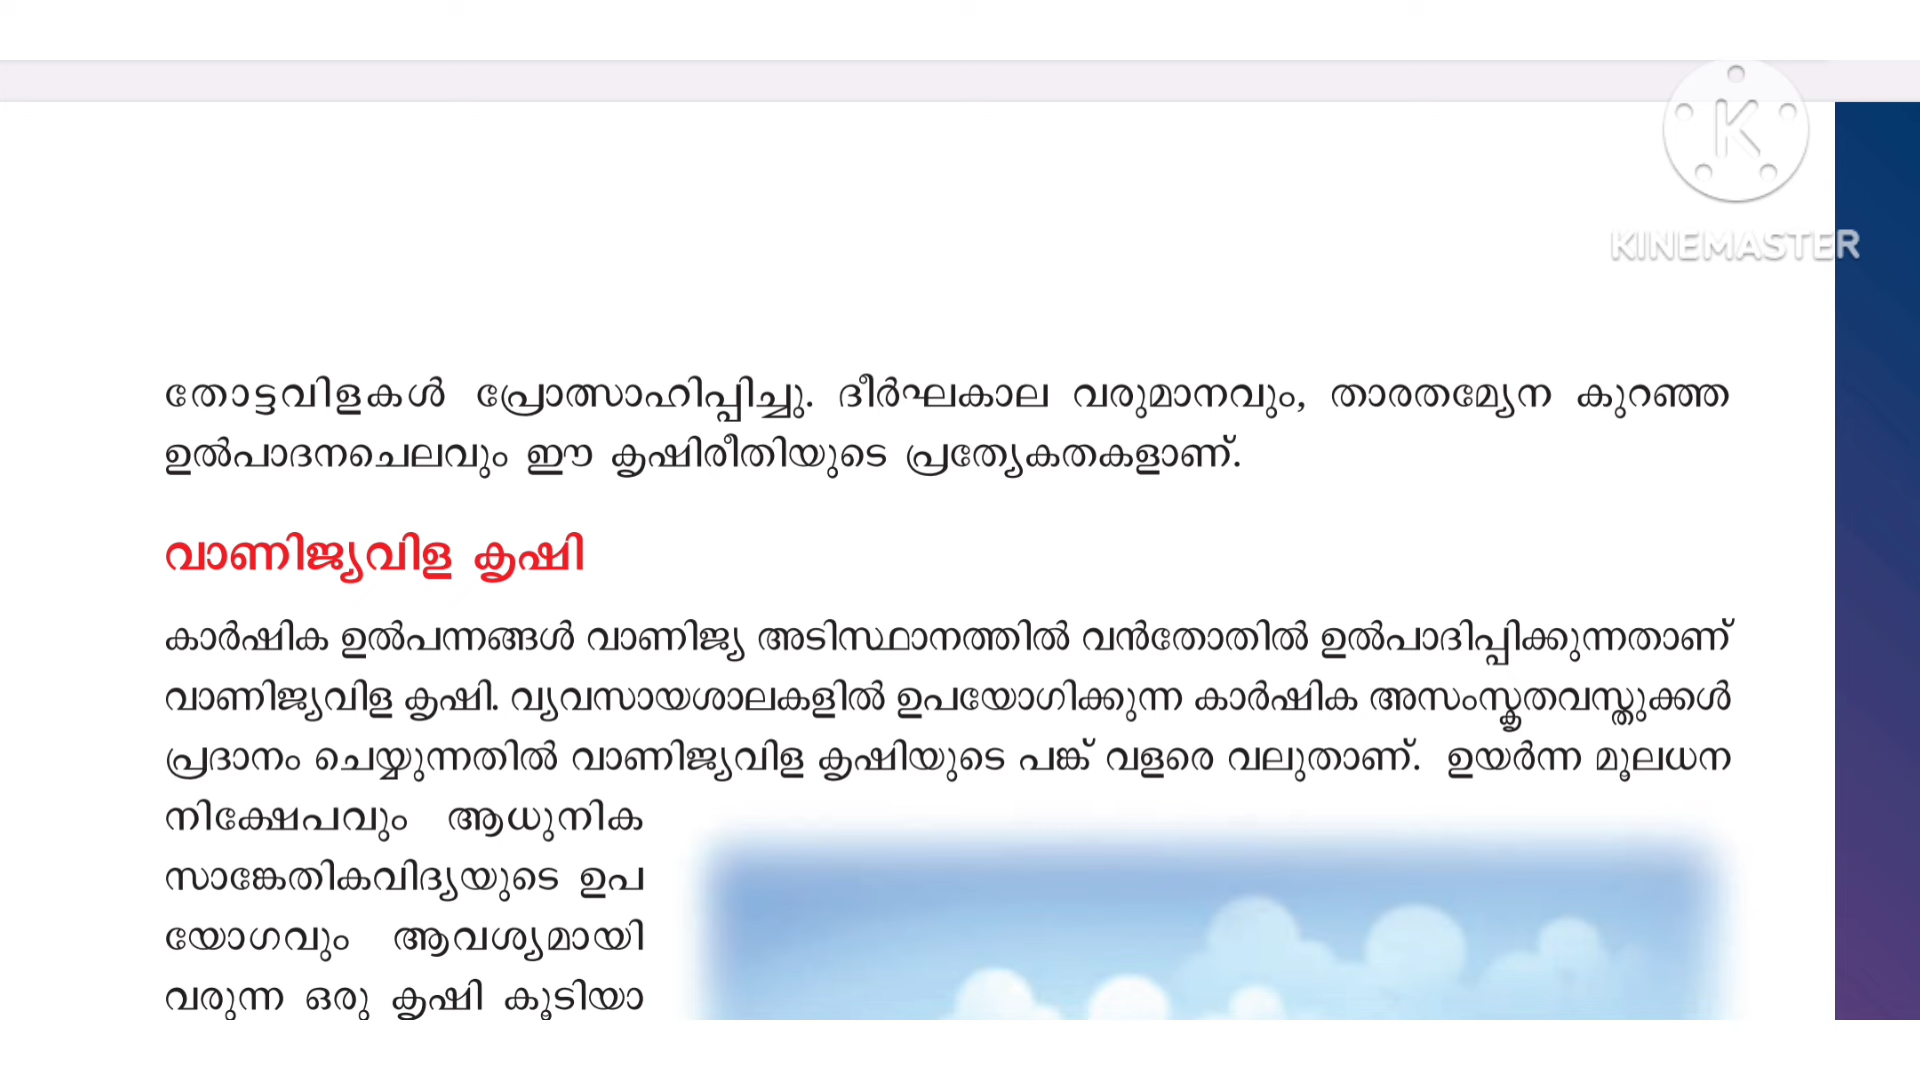 KINEMASTER
തോട്ടവിളകൾ പ്രോത്സാഹിപ്പിച്ചു. ദീർഘകാല വരുമാനവും, താരതമ്യേന കുറഞ്ഞ
ഉൽപാദനചെലവും ഈ കൃഷിരീതിയുടെ പ്രത്യേകതകളാണ്.
വാണിജ്യവിള കൃഷി
കാർഷിക ഉൽപന്നങ്ങൾ വാണിജ്യ അടിസ്ഥാനത്തിൽ വൻതോതിൽ ഉൽപാദിപ്പിക്കുന്നതാണ്
വാണിജ്യവിള കൃഷി. വ്യവസായശാലകളിൽ ഉപയോഗിക്കുന്ന കാർഷിക അസംസ്കൃതവസ്തുക്കൾ
പ്രദാനം ചെയ്യുന്നതിൽ വാണിജ്യവിള കൃഷിയുടെ പങ്ക് വളരെ വലുതാണ്. ഉയർന്ന മൂലധന
നിക്ഷേപവും ആധുനിക
സാങ്കേതികവിദ്യയുടെ ഉപ
യോഗവും ആവശ്യമായി
വരുന്ന ഒരു കൃഷി കൂടിയാ